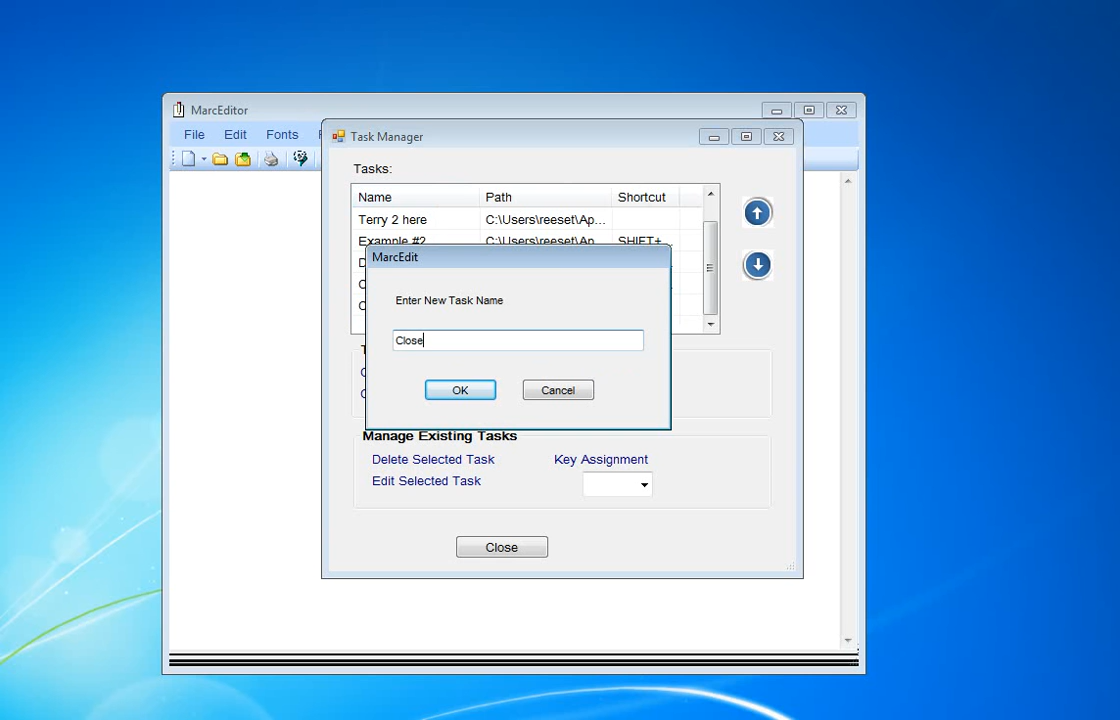 MarcEditor
File Edit Fonts
Task Manager
Tasks:
Name Path Shortcut
Terry 2 here C:\Users\reeset\Ap...
Example #2 C:\Users\reeset\Ap... SHIFT+...
MarcEdit
Enter New Task Name
Close
OK Cancel
Manage Existing Tasks
Delete Selected Task Key Assignment
Edit Selected Task
Close